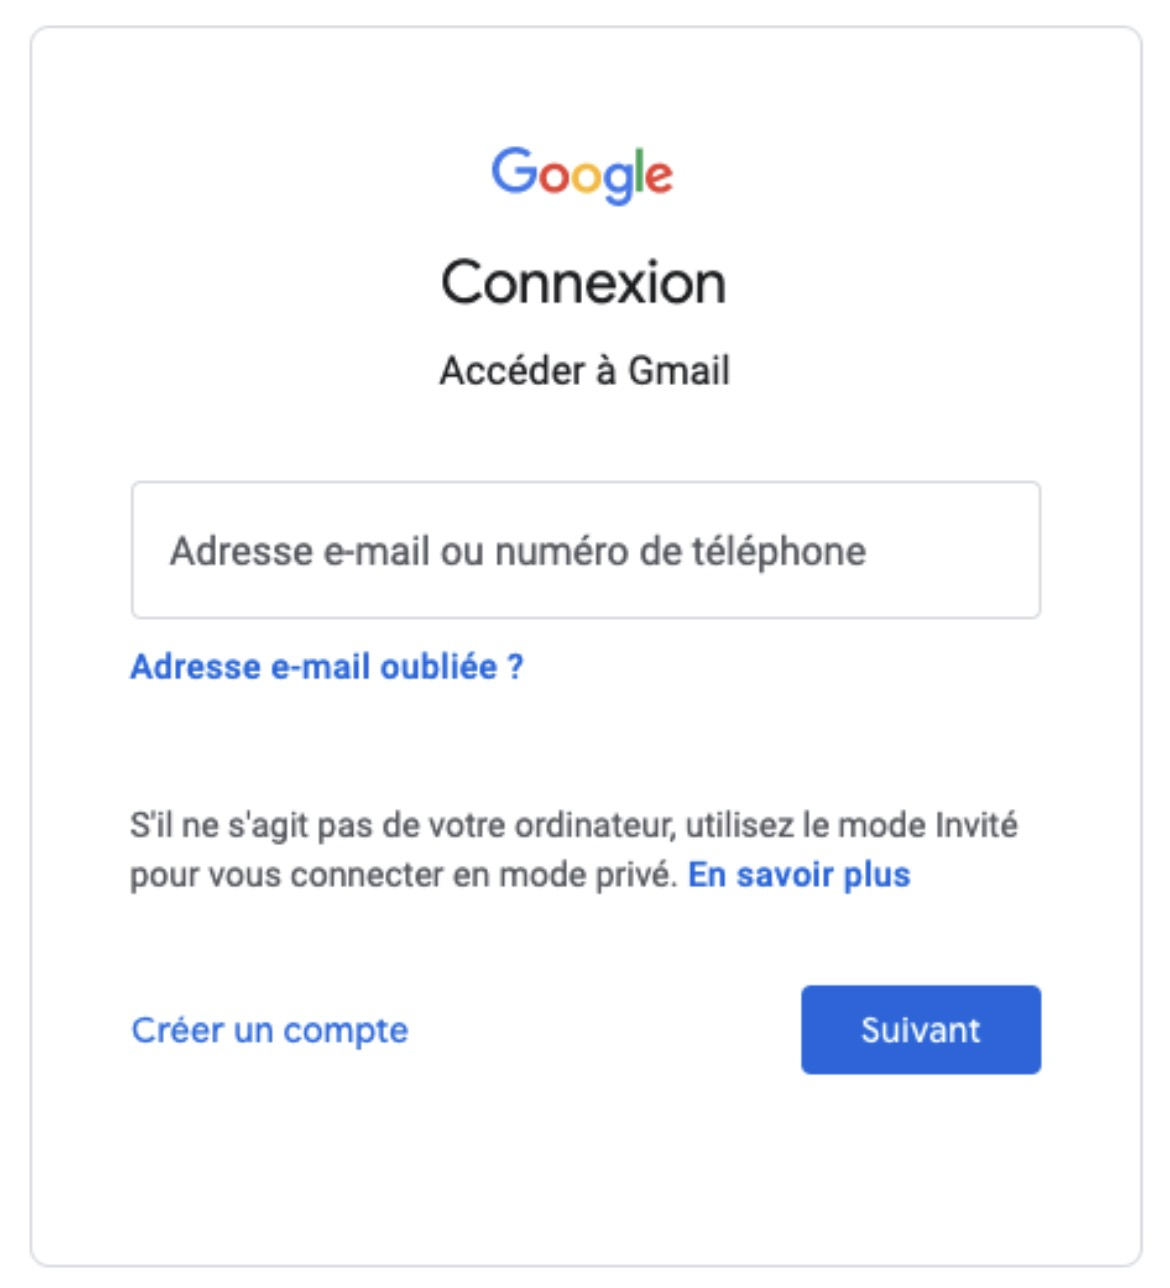 Google
Connexion
Accéder à Gmail
Adresse e-mail ou numéro de téléphone
Adresse e-mail oubliée ?
S'il ne s'agit pas de votre ordinateur, utilisez le mode Invité
pour vous connecter en mode privé. En savoir plus
Créer un compte
Suivant